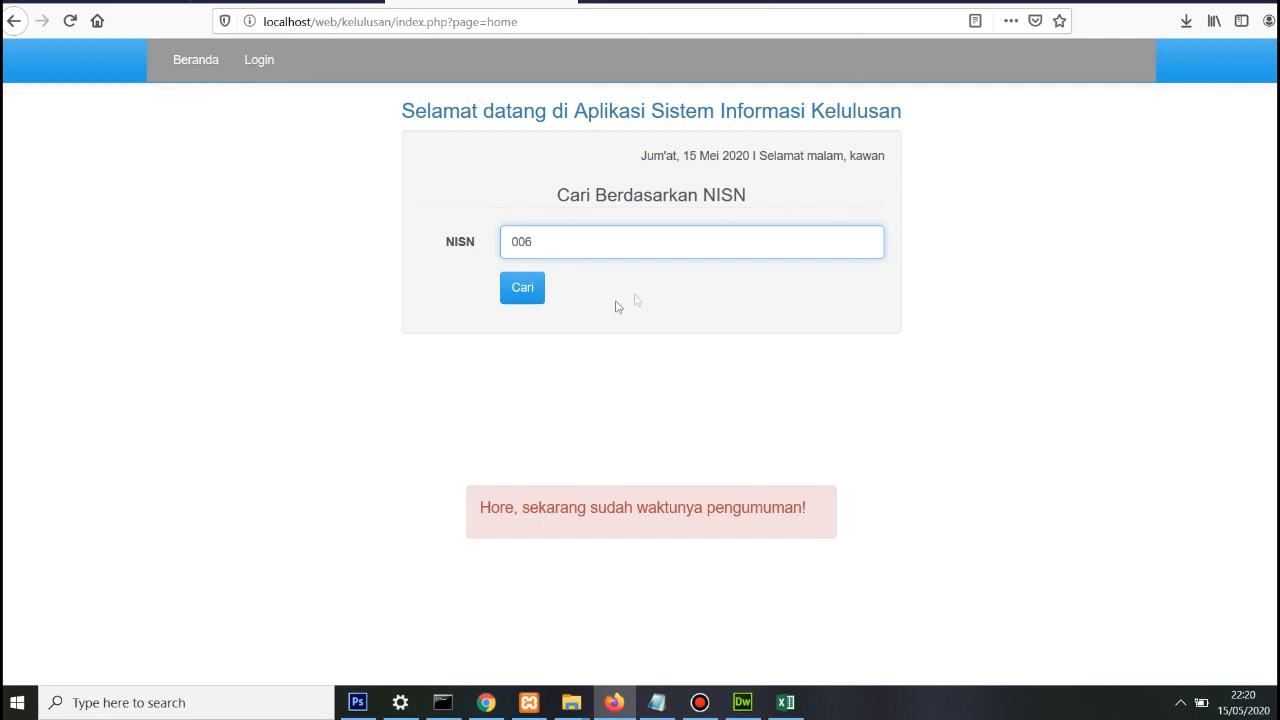 localhost/web/kelulusan/index.php?page=home
Beranda Login
Selamat datang di Aplikasi Sistem Informasi Kelulusan
Jum'at, 15 Mei 2020 I Selamat malam, kawan
Cari Berdasarkan NISN
NISN 006
Cari
Hore, sekarang sudah waktunya pengumuman!
Type here to search
Ps
Dw
22:20
15/05/2020